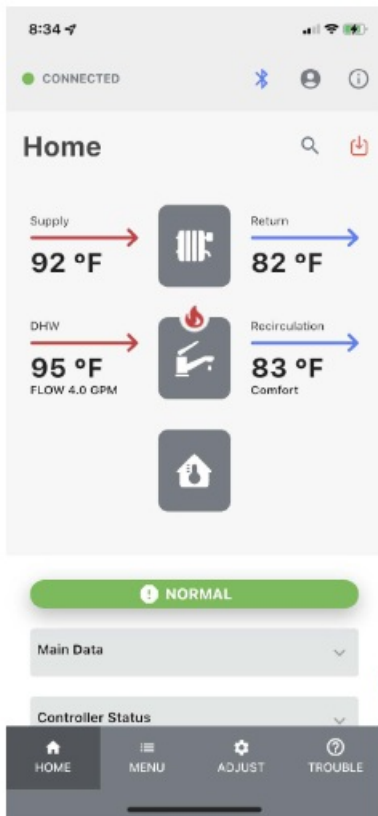 8:34
CONNECTED
Home
Supply
92 °F
Return
82 °F
DHW
95 °F
FLOW 4.0 GPM
Recirculation
83 °F
Comfort
NORMAL
Main Data
Controller Status
HOME
MENU
ADJUST
TROUBLE